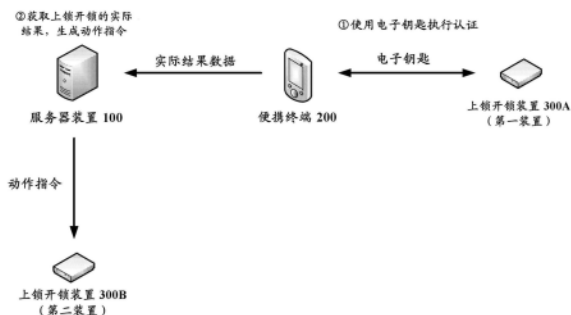 ②获取上锁开锁的实际
结果，生成动作指令
①使用电子钥匙执行认证
实际结果数据
电子钥匙
服务器装置 100
便携终端 200
上锁开锁装置 300A
（第一装置）
动作指令
上锁开锁装置 300B
（第二装置）